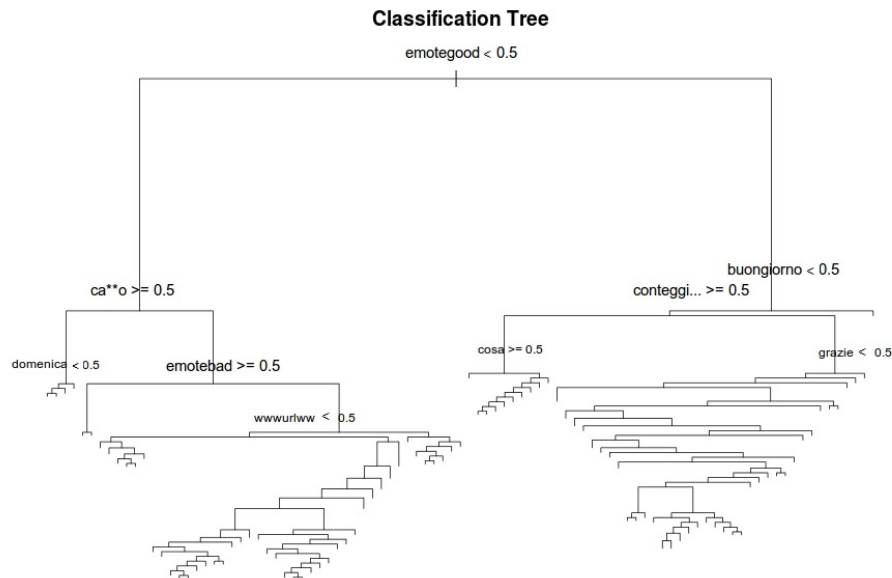 Classification Tree
emotegood < 0.5
buongiorno < 0.5
ca**o >= 0.5
conteggi... >= 0.5
cosa >= 0.5
grazie < 0.5
domenica < 0.5
emotebad >= 0.5
wwwurlww < 0.5